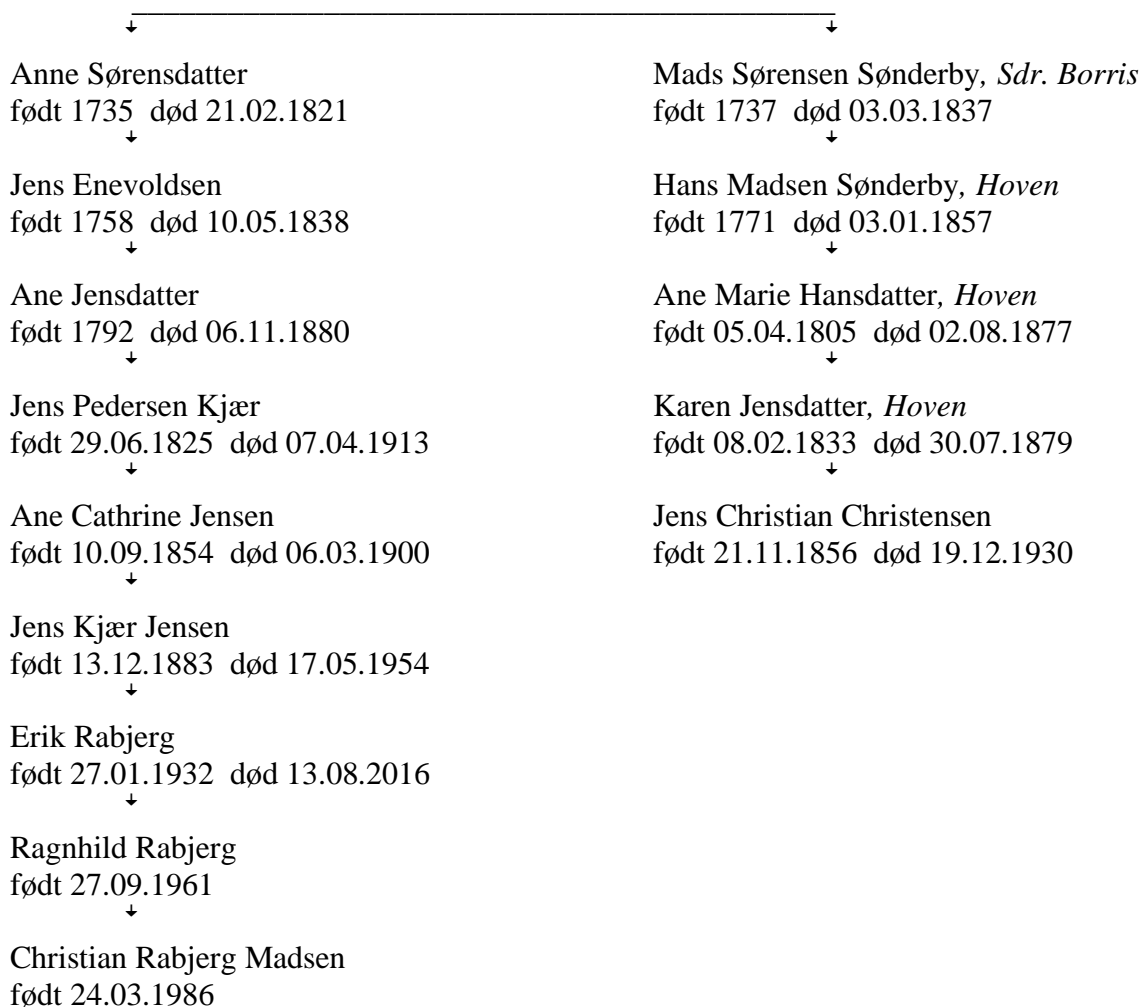 Anne Sørensdatter
født 1735 død 21.02.1821
Jens Enevoldsen
født 1758 død 10.05.1838
Ane Jensdatter
født 1792 død 06.11.1880
Jens Pedersen Kjær
født 29.06.1825 død 07.04.1913
Ane Cathrine Jensen
født 10.09.1854 død 06.03.1900
Jens Kjær Jensen
født 13.12.1883 død 17.05.1954
Erik Rabjerg
født 27.01.1932 død 13.08.2016
Ragnhild Rabjerg
født 27.09.1961
Christian Rabjerg Madsen
født 24.03.1986
Mads Sørensen Sønderby, Sdr. Borris
født 1737 død 03.03.1837
Hans Madsen Sønderby, Hoven
født 1771 død 03.01.1857
Ane Marie Hansdatter, Hoven
født 05.04.1805 død 02.08.1877
Karen Jensdatter, Hoven
født 08.02.1833 død 30.07.1879
Jens Christian Christensen
født 21.11.1856 død 19.12.1930